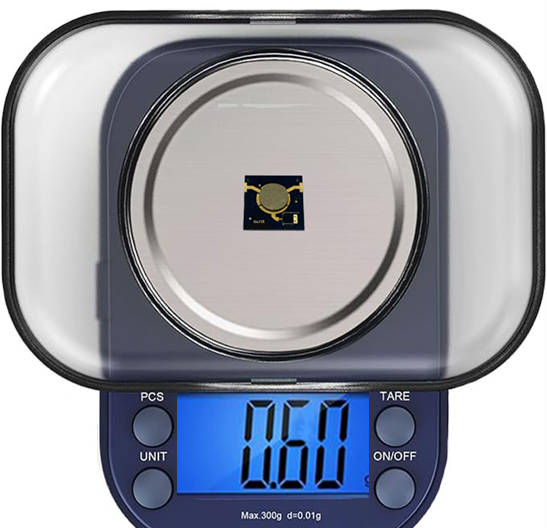 PCS
TARE
0.60
g
UNIT
ON/OFF
Max.300g d=0.01g